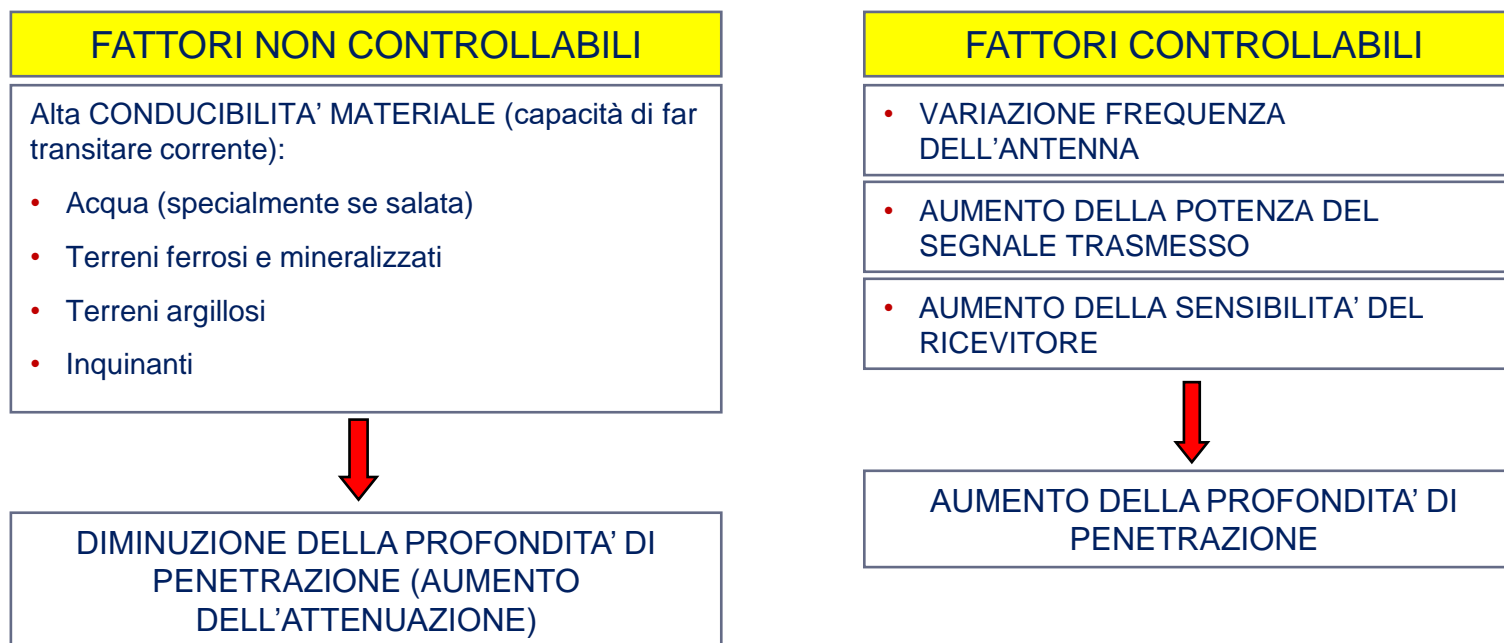 FATTORI NON CONTROLLABILI
Alta CONDUCIBILITA’ MATERIALE (capacità di far
transitare corrente):
• Acqua (specialmente se salata)
• Terreni ferrosi e mineralizzati
• Terreni argillosi
• Inquinanti
DIMINUZIONE DELLA PROFONDITA’ DI
PENETRAZIONE (AUMENTO
DELL’ATTENUAZIONE)
FATTORI CONTROLLABILI
• VARIAZIONE FREQUENZA
DELL’ANTENNA
• AUMENTO DELLA POTENZA DEL
SEGNALE TRASMESSO
• AUMENTO DELLA SENSIBILITA’ DEL
RICEVITORE
AUMENTO DELLA PROFONDITA’ DI
PENETRAZIONE